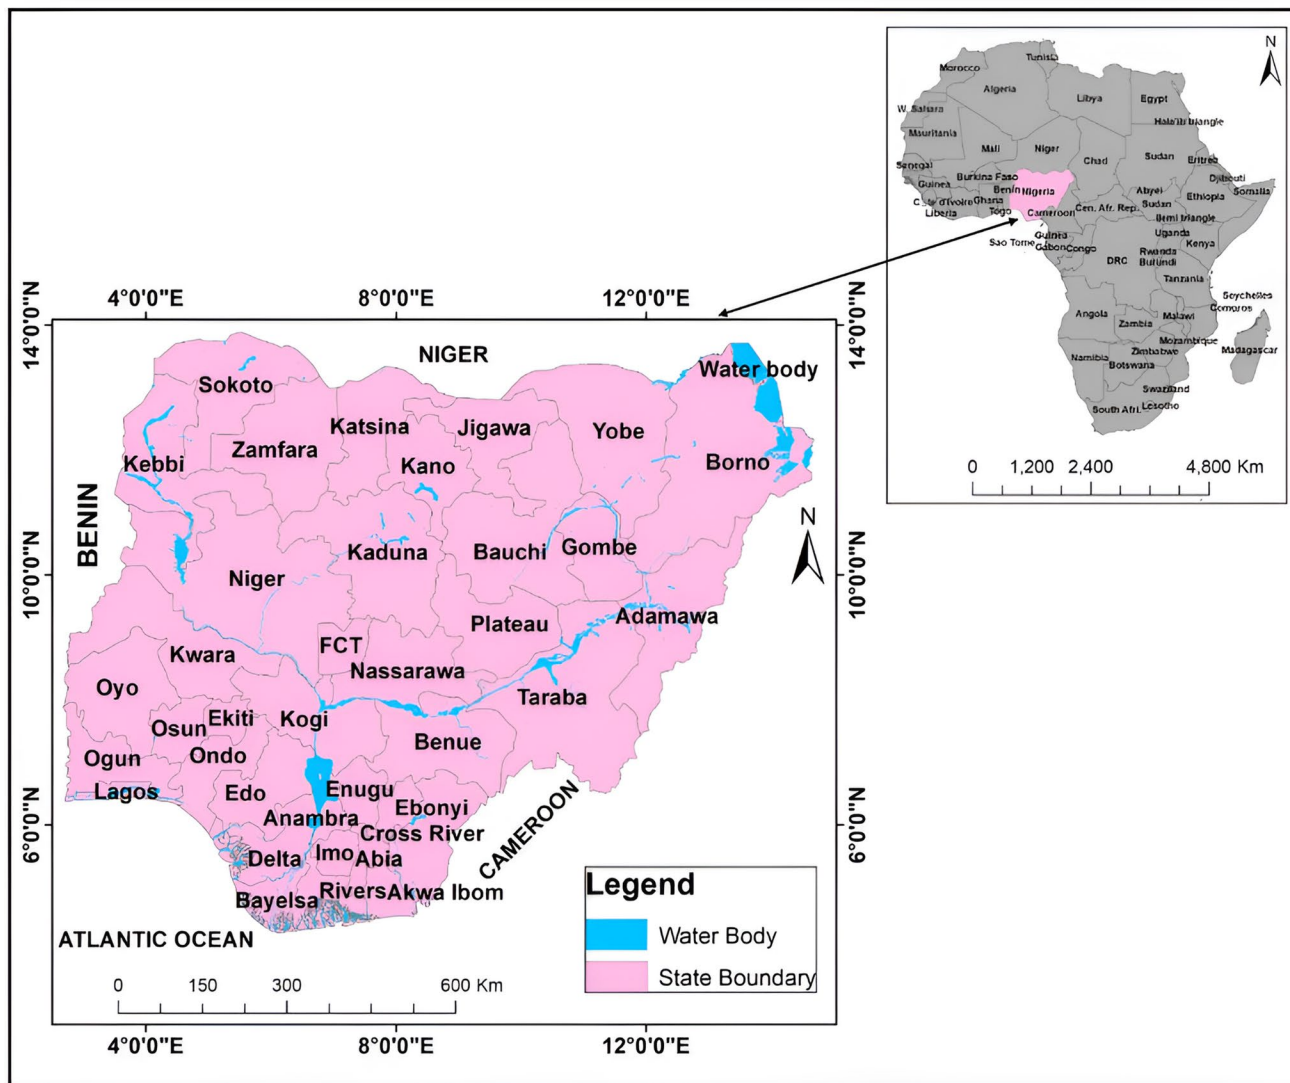 N
Tunisia
Morocco
Algeria
Libya
Egypt
W. Sahara
Hala'ib triangle
Mauritania
Mali
Niger
Chad
Sudan
Eritrea
Senegal
Burkina Faso
Djibouti
Guinea
Benin
Nigeria
Abyei
Ethiopia
Somalia
Ghana
Sudan
Liberia
Togo
Cameroon
Cen. Afr. Rep.
Ilemi triangle
Uganda
Sao Tome
Guinea
Gabon
Congo
Kenya
DRC
Rwanda
Burundi
Tanzania
Seychelles
Comoros
Angola
Zambia
Malawi
Mozambique
Namibia
Zimbabwe
Madagascar
Botswana
Swaziland
South Afri.
Lesotho
0 1,200 2,400 4,800 Km
4°0'0"E 8°0'0"E 12°0'0"E
14°0'0"N
14°0'0"N
NIGER
Water body
Sokoto
Katsina
Jigawa
Yobe
Zamfara
Kebbi
Kano
Borno
BENIN
N
Kaduna
Bauchi
Gombe
10°0'0"N
10°0'0"N
Niger
Plateau
Adamawa
FCT
Kwara
Nassarawa
Oyo
Taraba
Osun
Ekiti
Kogi
Benue
Ogun
Ondo
Lagos
Edo
Enugu
Ebonyi
Anambra
Cross River
CAMEROON
6°0'0"N
6°0'0"N
Delta
Imo
Abia
Bayelsa
Rivers
Akwa Ibom
ATLANTIC OCEAN
Legend
Water Body
State Boundary
0 150 300 600 Km
4°0'0"E 8°0'0"E 12°0'0"E